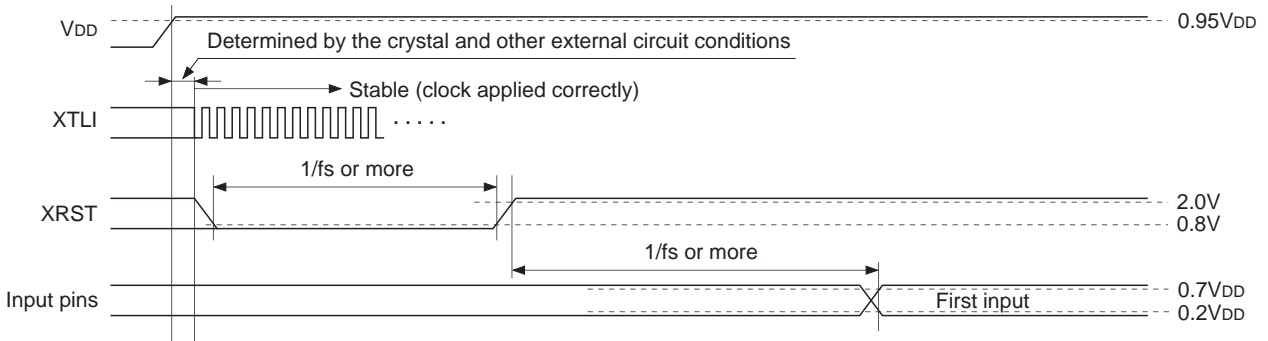 VDD
0.95VDD
Determined by the crystal and other external circuit conditions
Stable (clock applied correctly)
XTLI
.....
1/fs or more
XRST
2.0V
0.8V
1/fs or more
Input pins
First input
0.7VDD
0.2VDD